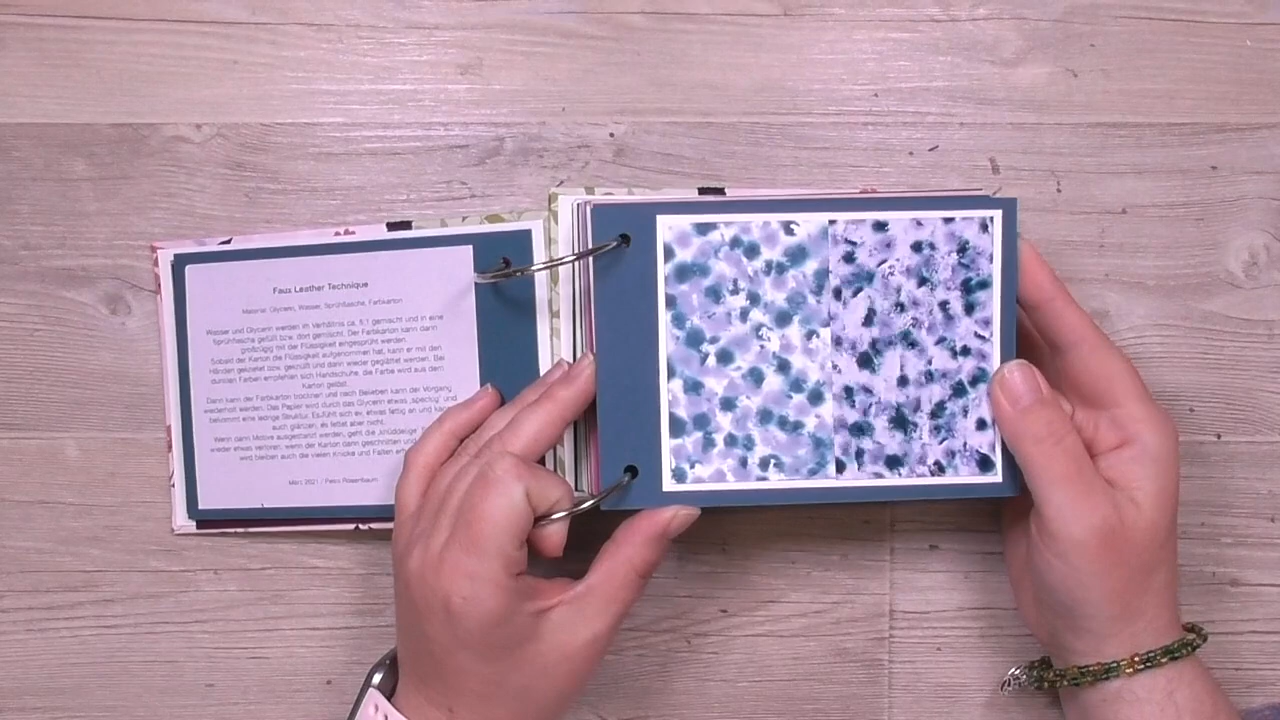 Faux Leather Technique
Material: Glycerin, Wasser, Sprühflasche, Farbkarton
Wasser und Glycerin werden im Verhältnis ca. 5:1 gemischt und in eine
Sprühflasche gefüllt bzw. dort gemischt. Der Farbkarton kann dann
großzügig mit der Flüssigkeit eingesprüht werden.
Sobald der Karton die Flüssigkeit aufgenommen hat, kann er mit den
Händen geknetet bzw. geknüllt und dann wieder geglättet werden. Bei
dunklen Farben empfehlen sich Handschuhe, die Farbe wird aus dem
Karton gelöst.
Dann kann der Farbkarton trocknen und nach Belieben kann der Vorgang
wiederholt werden. Das Papier wird durch das Glycerin etwas „speckig" und
bekommt eine ledrige Struktur. Es fühlt sich evtl. etwas fettig an und kann
auch glänzen, es fettet aber nicht.
Wenn dann Motive ausgestanzt werden, geht die „knüddelige"
wieder etwas verloren, wenn der Karton dann geschnitten und
wird bleiben auch die vielen Knicke und Falten
März 2021 / Petra Rosenbaum